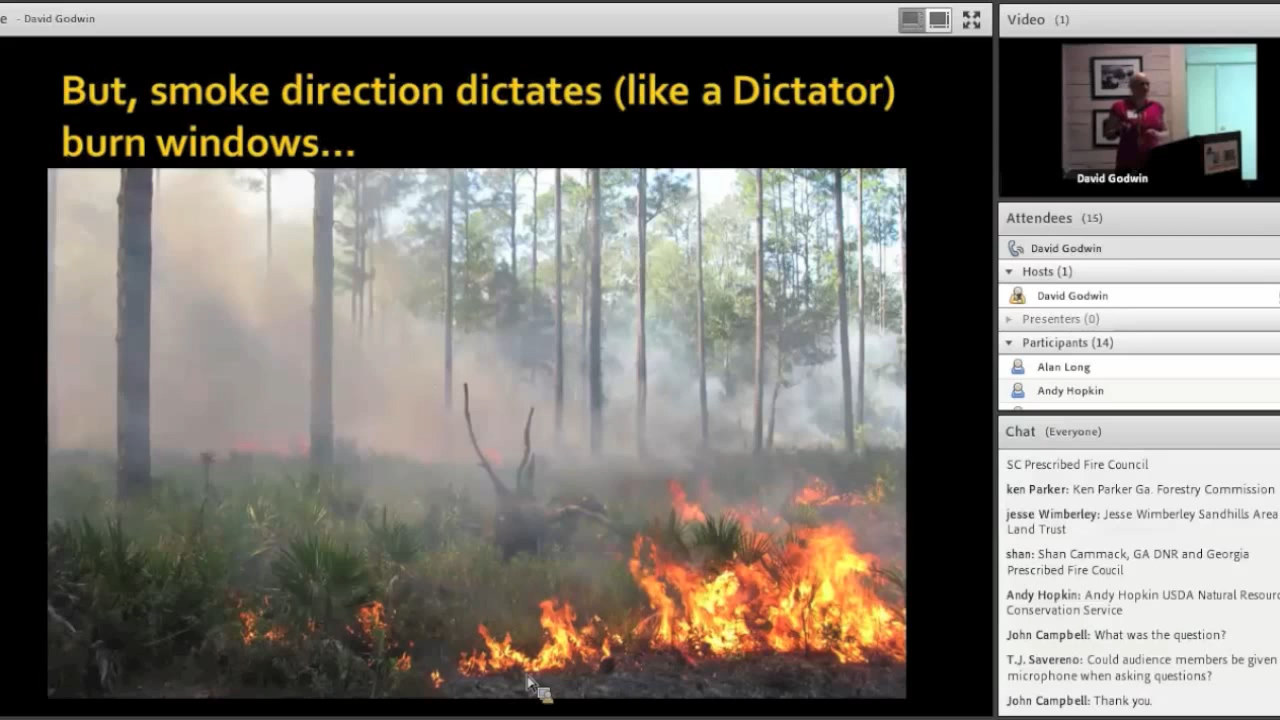 e - David Godwin
But, smoke direction dictates (like a Dictator)
burn windows...
Video (1)
David Godwin
Attendees (15)
David Godwin
Hosts (1)
David Godwin
Presenters (0)
Participants (14)
Alan Long
Andy Hopkin
Chat (Everyone)
SC Prescribed Fire Council
ken Parker: Ken Parker Ga. Forestry Commission
jesse Wimberley: Jesse Wimberley Sandhills Area
Land Trust
shan: Shan Cammack, GA DNR and Georgia
Prescribed Fire Coucil
Andy Hopkin: Andy Hopkin USDA Natural Resourc
Conservation Service
John Campbell: What was the question?
T.J. Savereno: Could audience members be given
microphone when asking questions?
John Campbell: Thank you.